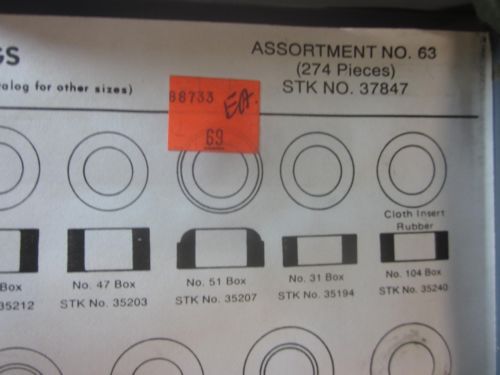 GS
ASSORTMENT NO. 63
(274 Pieces)
STK NO. 37847
alog for other sizes)
88733 EA.
69
Cloth Insert
Rubber
Box
No. 47 Box
No. 51 Box
No. 31 Box
No. 104 Box
35212
STK No. 35203
STK No. 35207
STK No. 35194
STK No. 35240